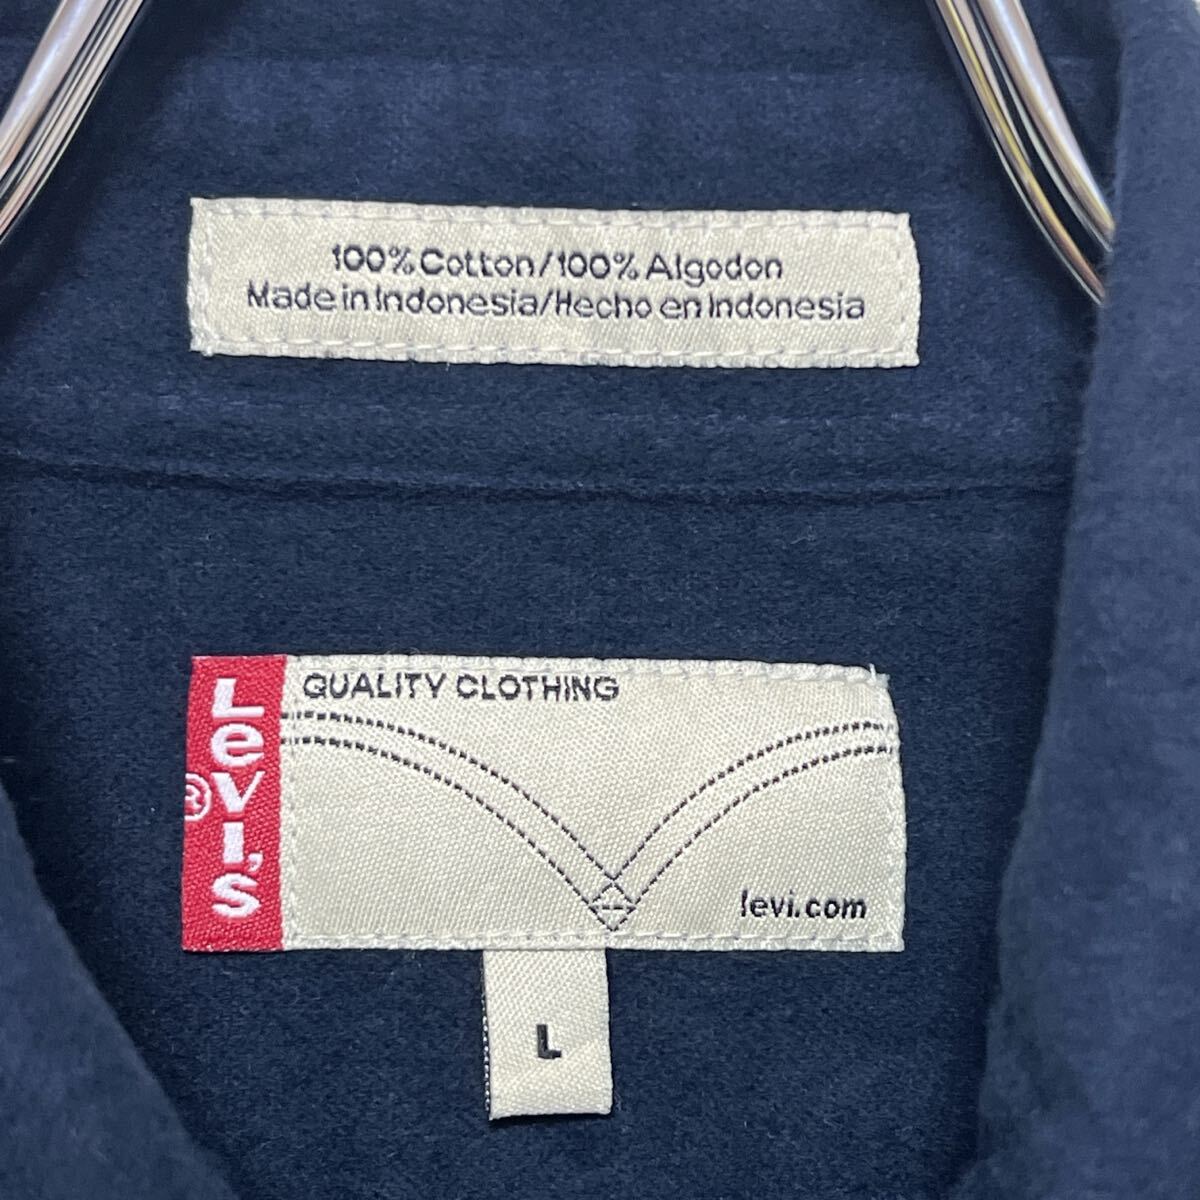 100% Cotton/100% Algodon
Made in Indonesia/Hecho en Indonesia
Levi's®
QUALITY CLOTHING
levi.com
L